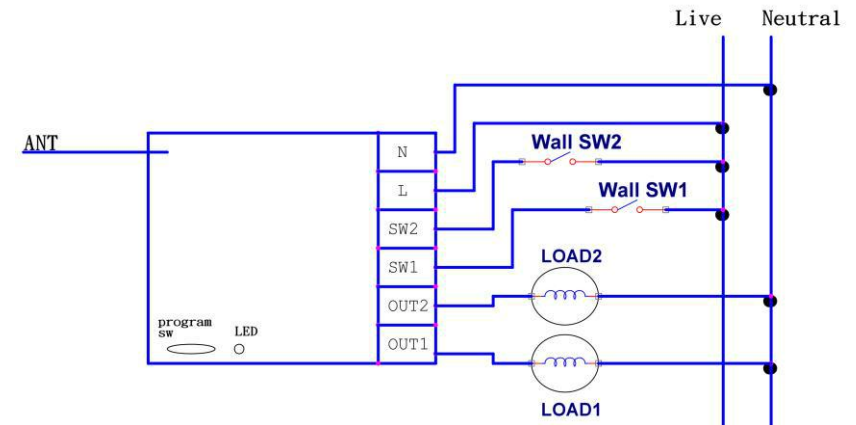 Live Neutral
ANT
Wall SW2
N
L
Wall SW1
SW2
SW1
LOAD2
OUT2
program
sw
LED
OUT1
LOAD1